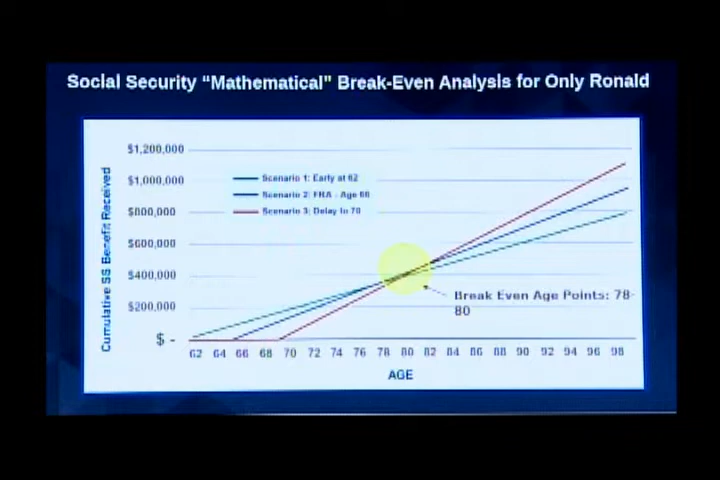 Social Security “Mathematical” Break-Even Analysis for Only Ronald
Cumulative SS Benefit Received
$1,200,000
$1,000,000
$800,000
$600,000
$400,000
$200,000
$ -
Scenario 1: Early at 62
Scenario 2: FRA - Age 66
Scenario 3: Delay to 70
Break Even Age Points: 78-
80
62 64 66 68 70 72 74 76 78 80 82 84 86 88 90 92 94 96 98
AGE